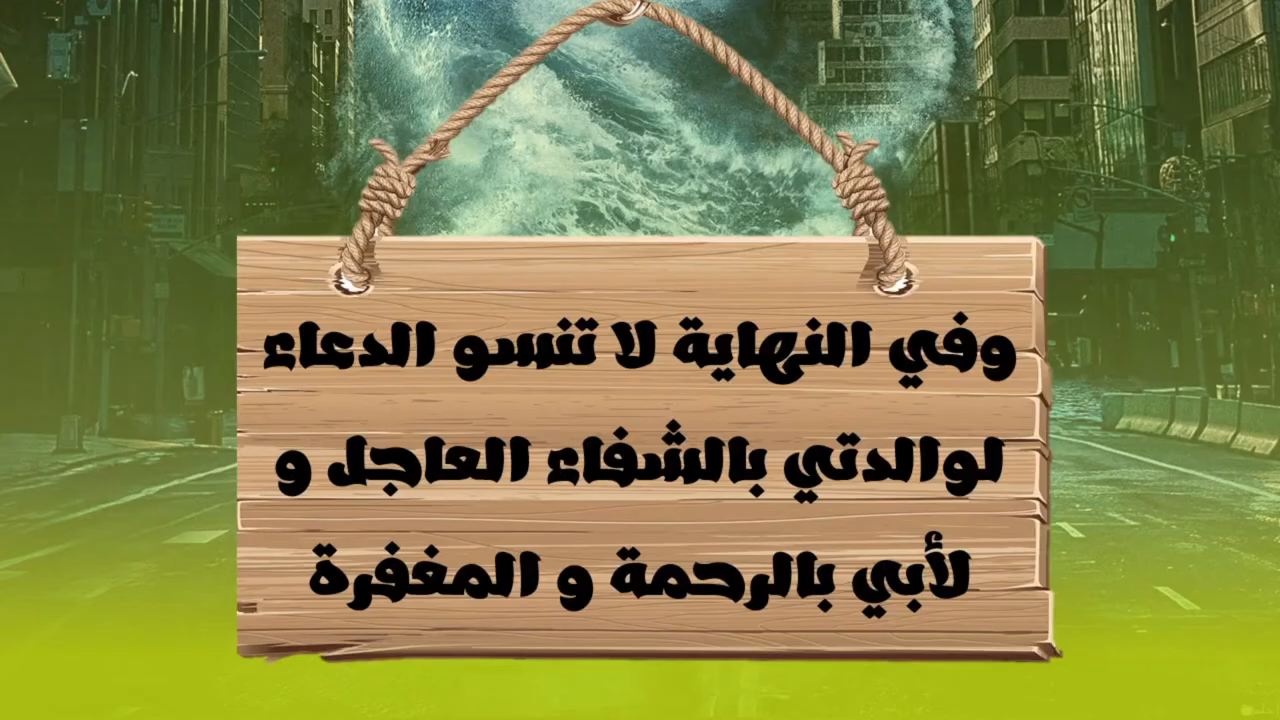 وفي النهاية لا تنسو الدعاء
لوالدتي بالشفاء العاجل و
لأبي بالرحمة و المغفرة